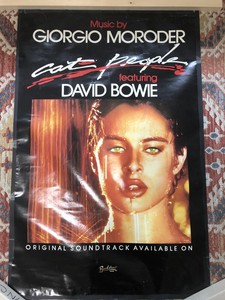 Music by
GIORGIO MORODER
cat people
featuring
DAVID BOWIE
ORIGINAL SOUNDTRACK AVAILABLE ON